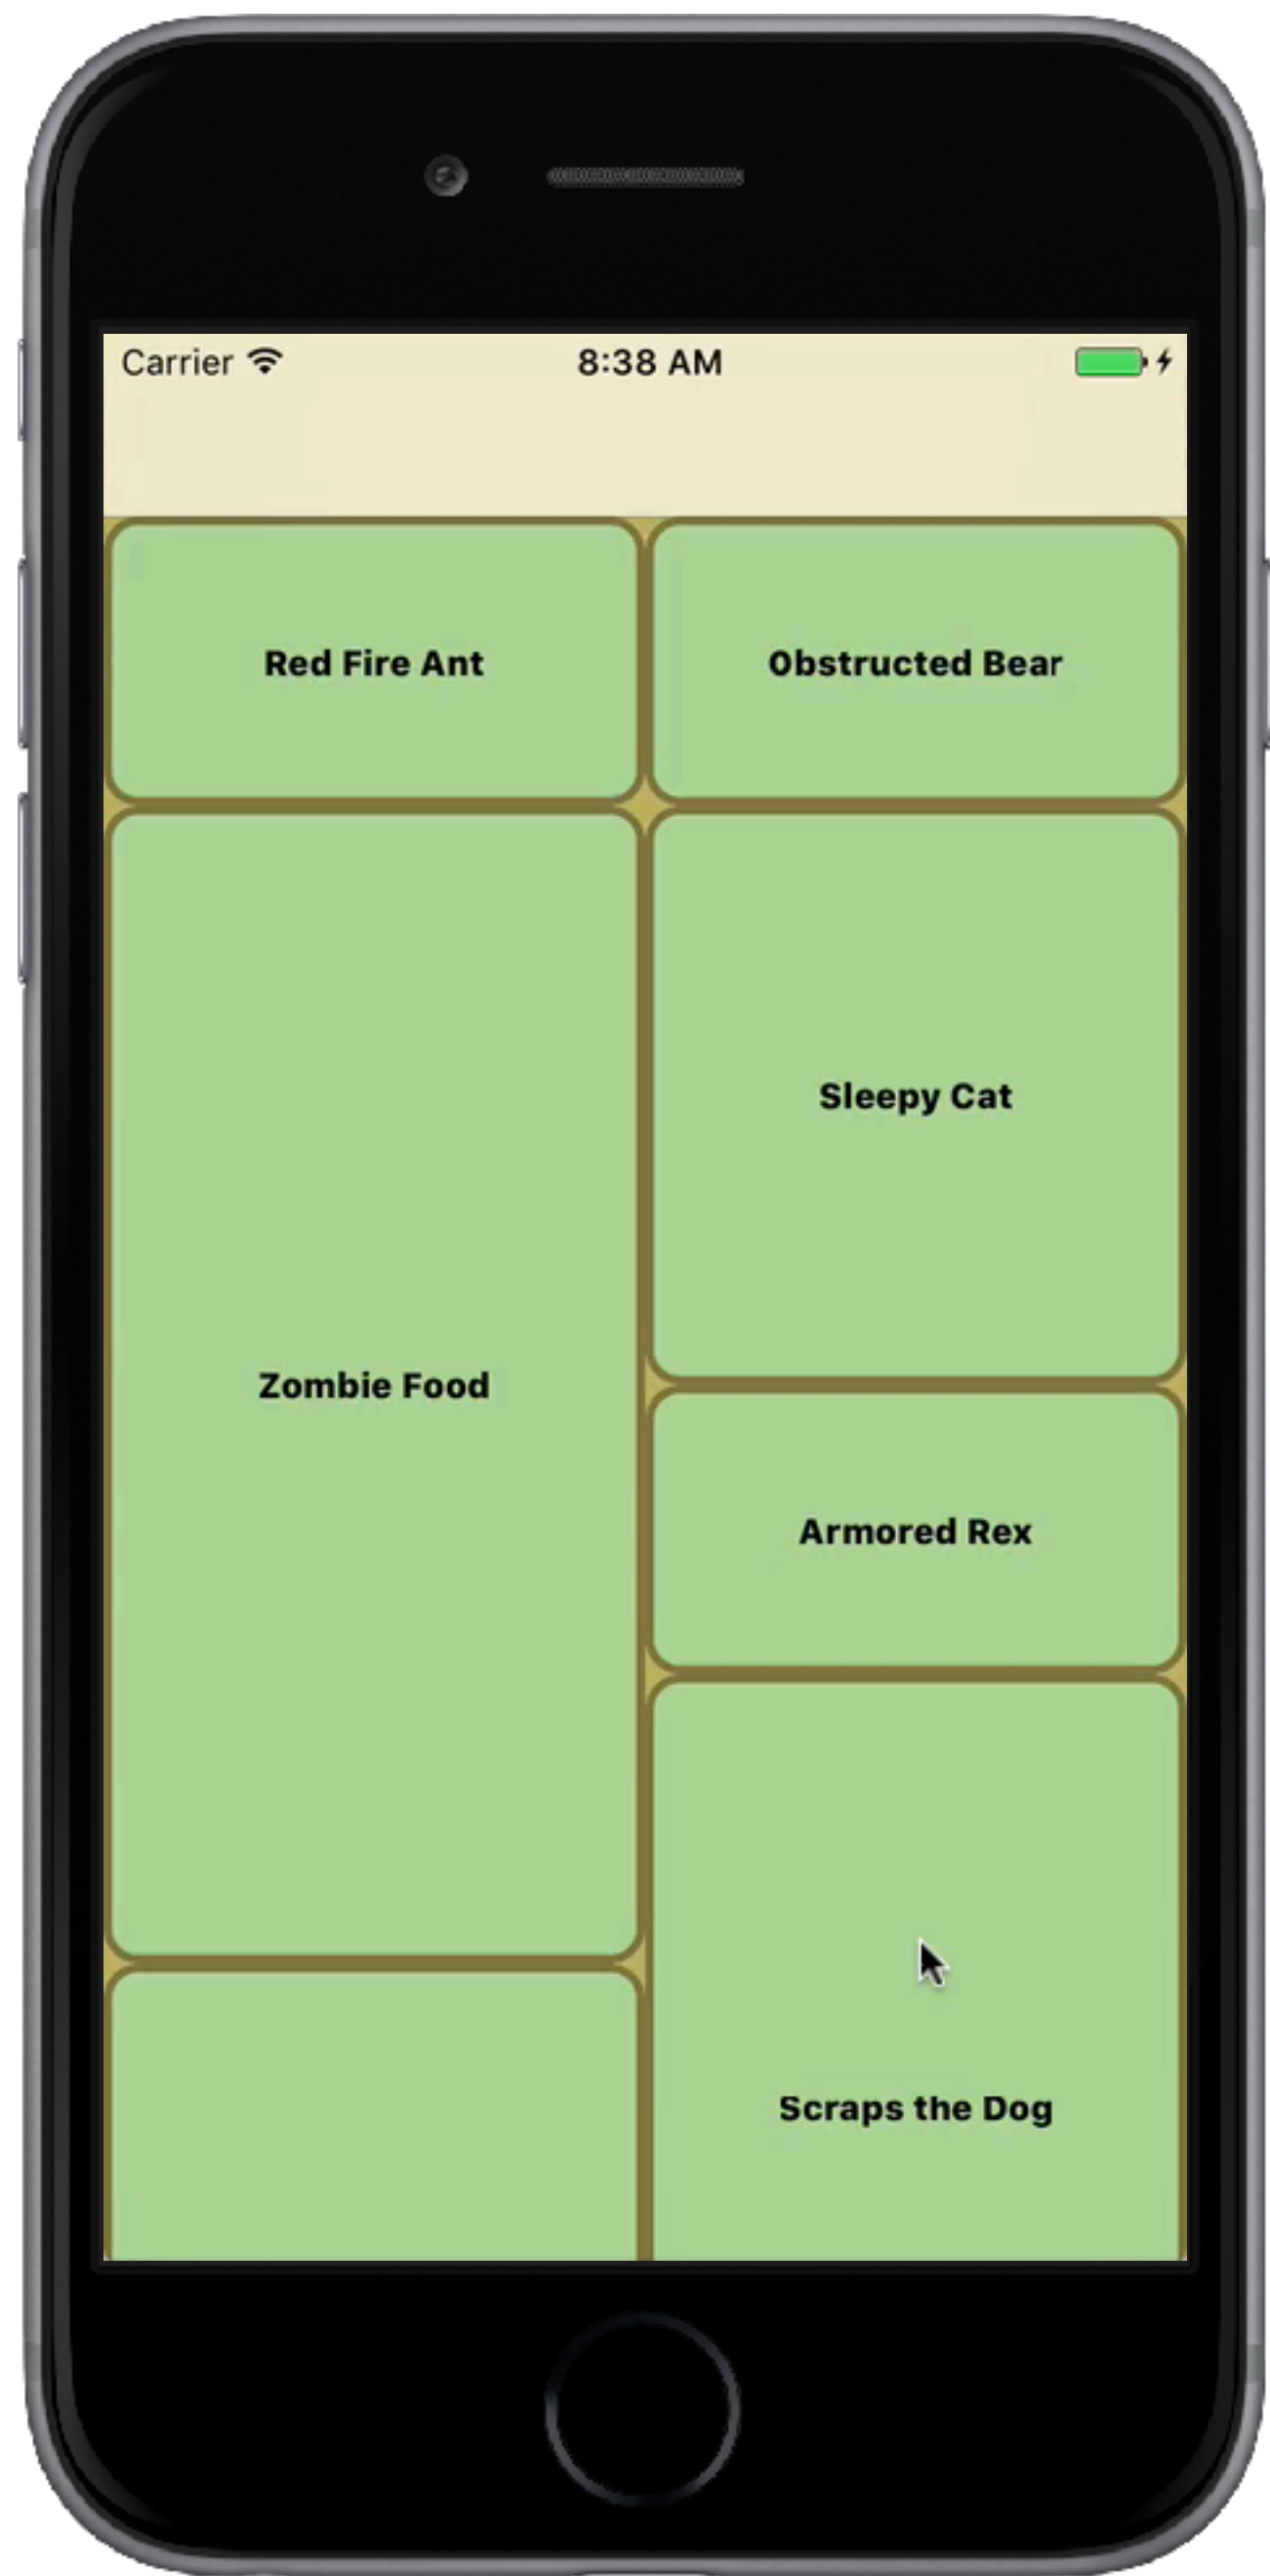 Carrier
8:38 AM
Red Fire Ant
Obstructed Bear
Sleepy Cat
Zombie Food
Armored Rex
Scraps the Dog